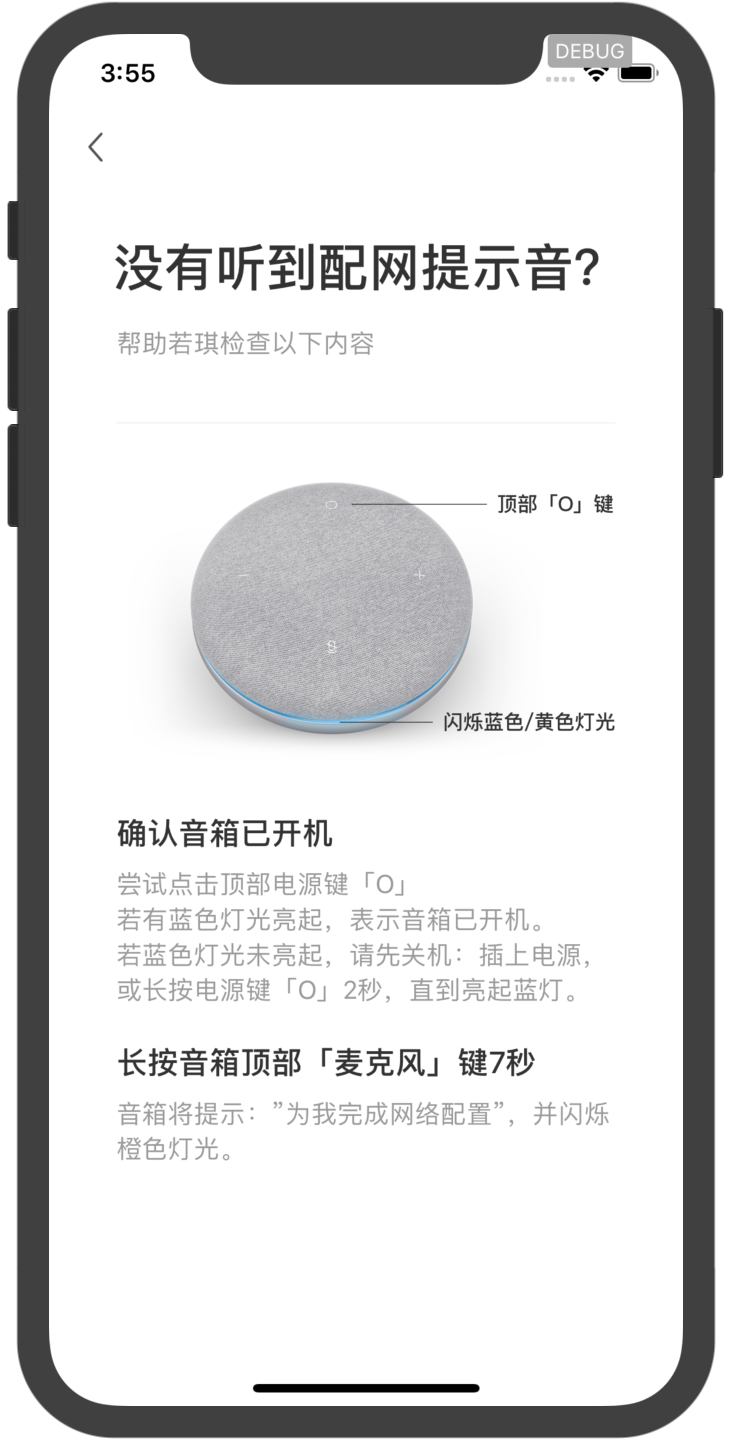 DEBUG
3:55
没有听到配网提示音?
帮助若琪检查以下内容
顶部「O」键
闪烁蓝色/黄色灯光
确认音箱已开机
尝试点击顶部电源键「O」
若有蓝色灯光亮起，表示音箱已开机。
若蓝色灯光未亮起，请先关机：插上电源，
或长按电源键「O」2秒，直到亮起蓝灯。
长按音箱顶部「麦克风」键7秒
音箱将提示：”为我完成网络配置”，并闪烁
橙色灯光。